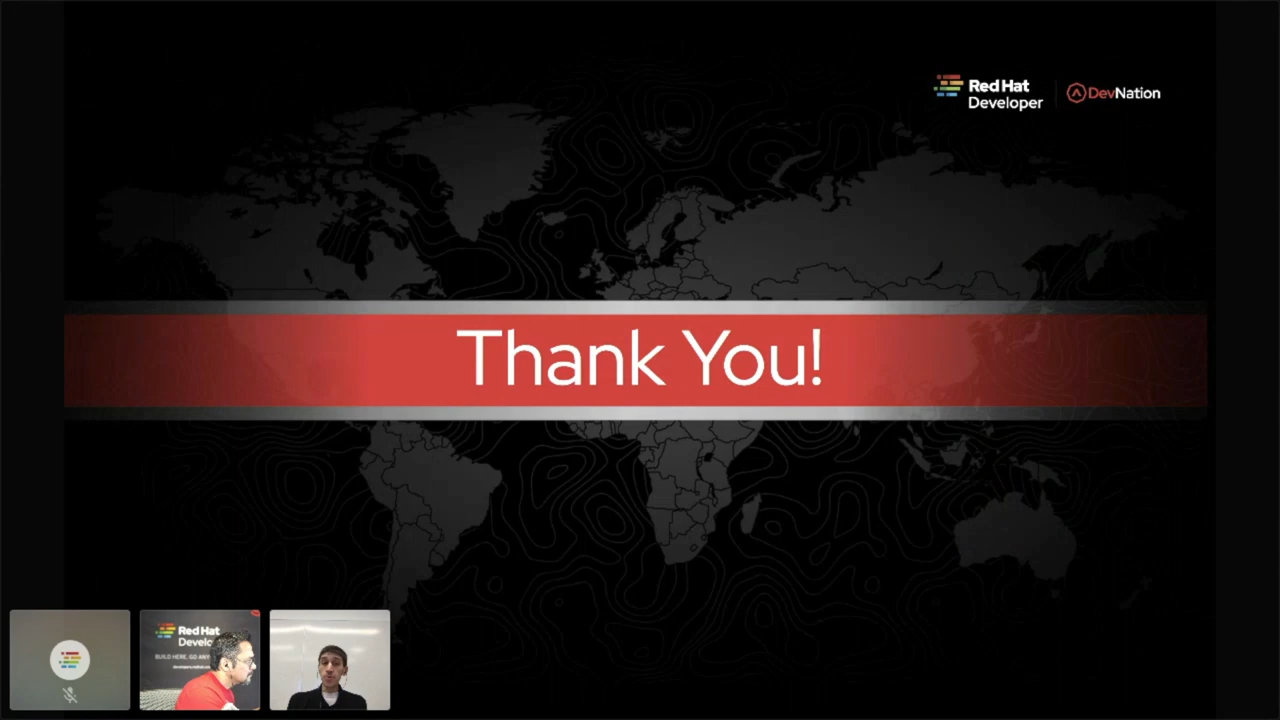 Red Hat
Developer
DevNation
Thank You!
Red Hat
Develo
BUILD HERE. GO ANY